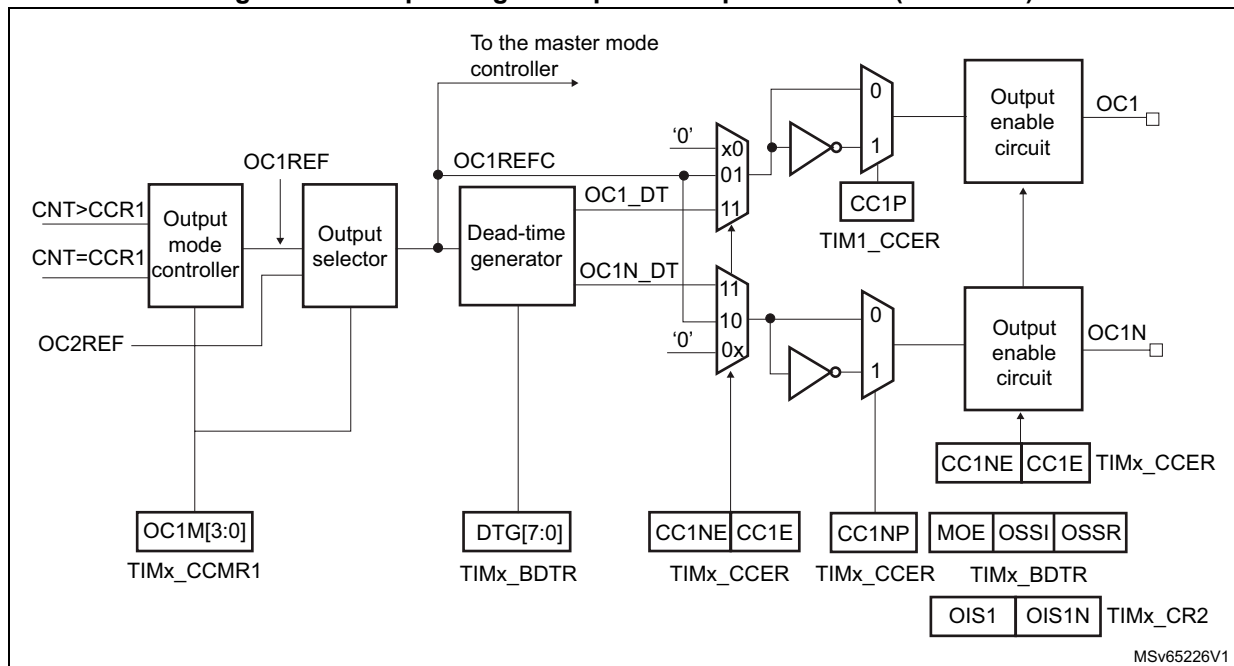 To the master mode
controller
'0'
x0
01
11
OC1REF
OC1REFC
OC1_DT
CNT>CCR1
CNT=CCR1
Output
mode
controller
Output
selector
Dead-time
generator
OC1N_DT
OC2REF
11
10
0x
'0'
0
1
CC1P
TIM1_CCER
0
1
Output
enable
circuit
OC1
Output
enable
circuit
OC1N
CC1NE CC1E TIMx_CCER
OC1M[3:0]
TIMx_CCMR1
DTG[7:0]
TIMx_BDTR
CC1NE CC1E
TIMx_CCER
CC1NP
TIMx_CCER
MOE OSSI OSSR
TIMx_BDTR
OIS1 OIS1N TIMx_CR2
MSv65226V1